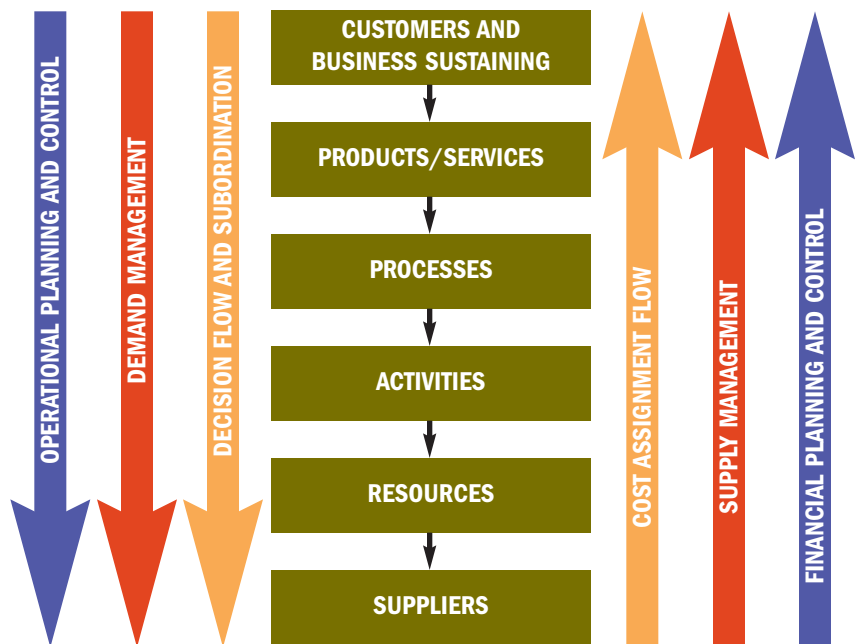 OPERATIONAL PLANNING AND CONTROL
DEMAND MANAGEMENT
DECISION FLOW AND SUBORDINATION
CUSTOMERS AND
BUSINESS SUSTAINING
PRODUCTS/SERVICES
PROCESSES
ACTIVITIES
RESOURCES
SUPPLIERS
COST ASSIGNMENT FLOW
SUPPLY MANAGEMENT
FINANCIAL PLANNING AND CONTROL